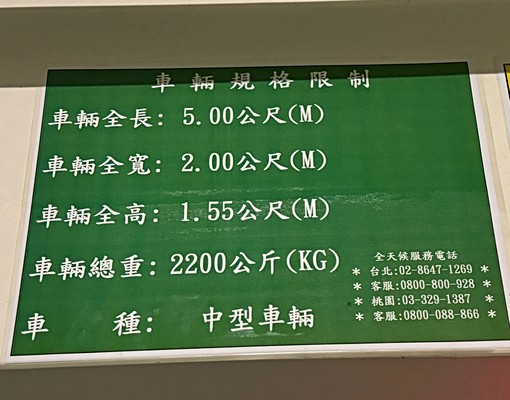 車輛規格限制
車輛全長: 5.00公尺(M)
車輛全寬: 2.00公尺(M)
車輛全高: 1.55公尺(M)
車輛總重: 2200公斤(KG)
車 種: 中型車輛
全天候服務電話
* 台北:02-8647-1269 *
* 客服:0800-800-928 *
* 桃園:03-329-1387 *
* 客服:0800-088-866 *